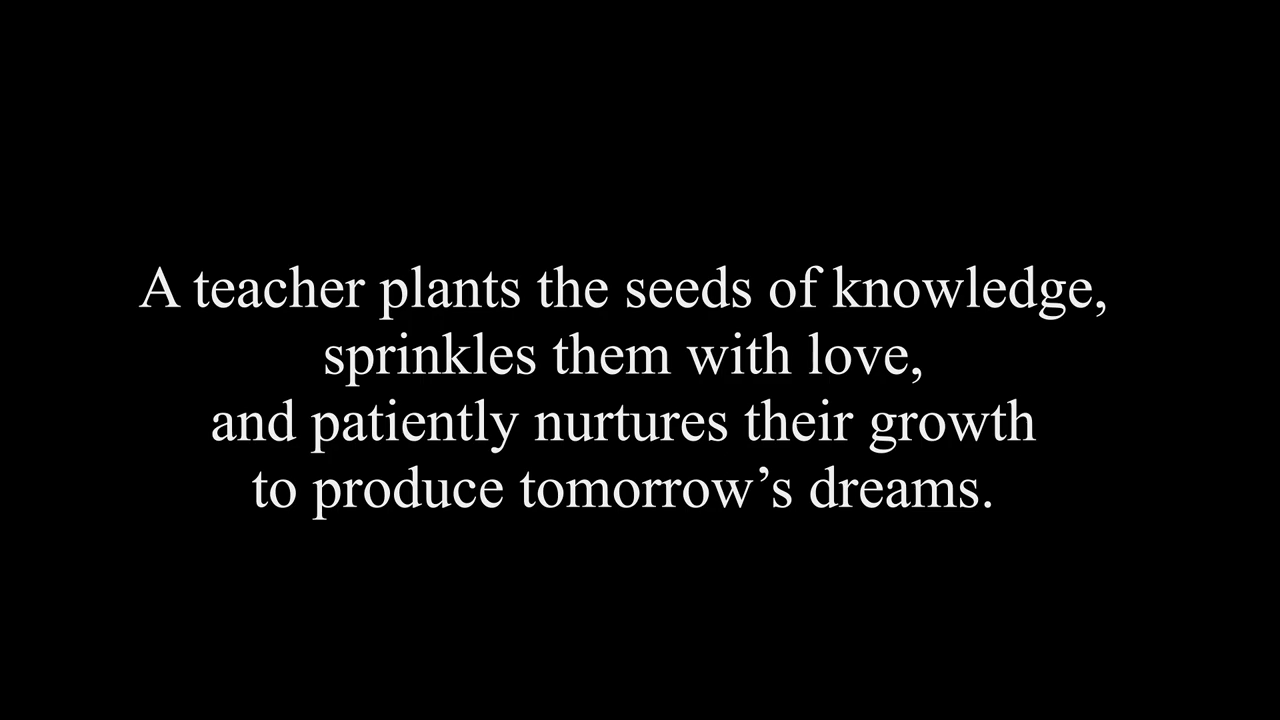 A teacher plants the seeds of knowledge,
sprinkles them with love,
and patiently nurtures their growth
to produce tomorrow’s dreams.